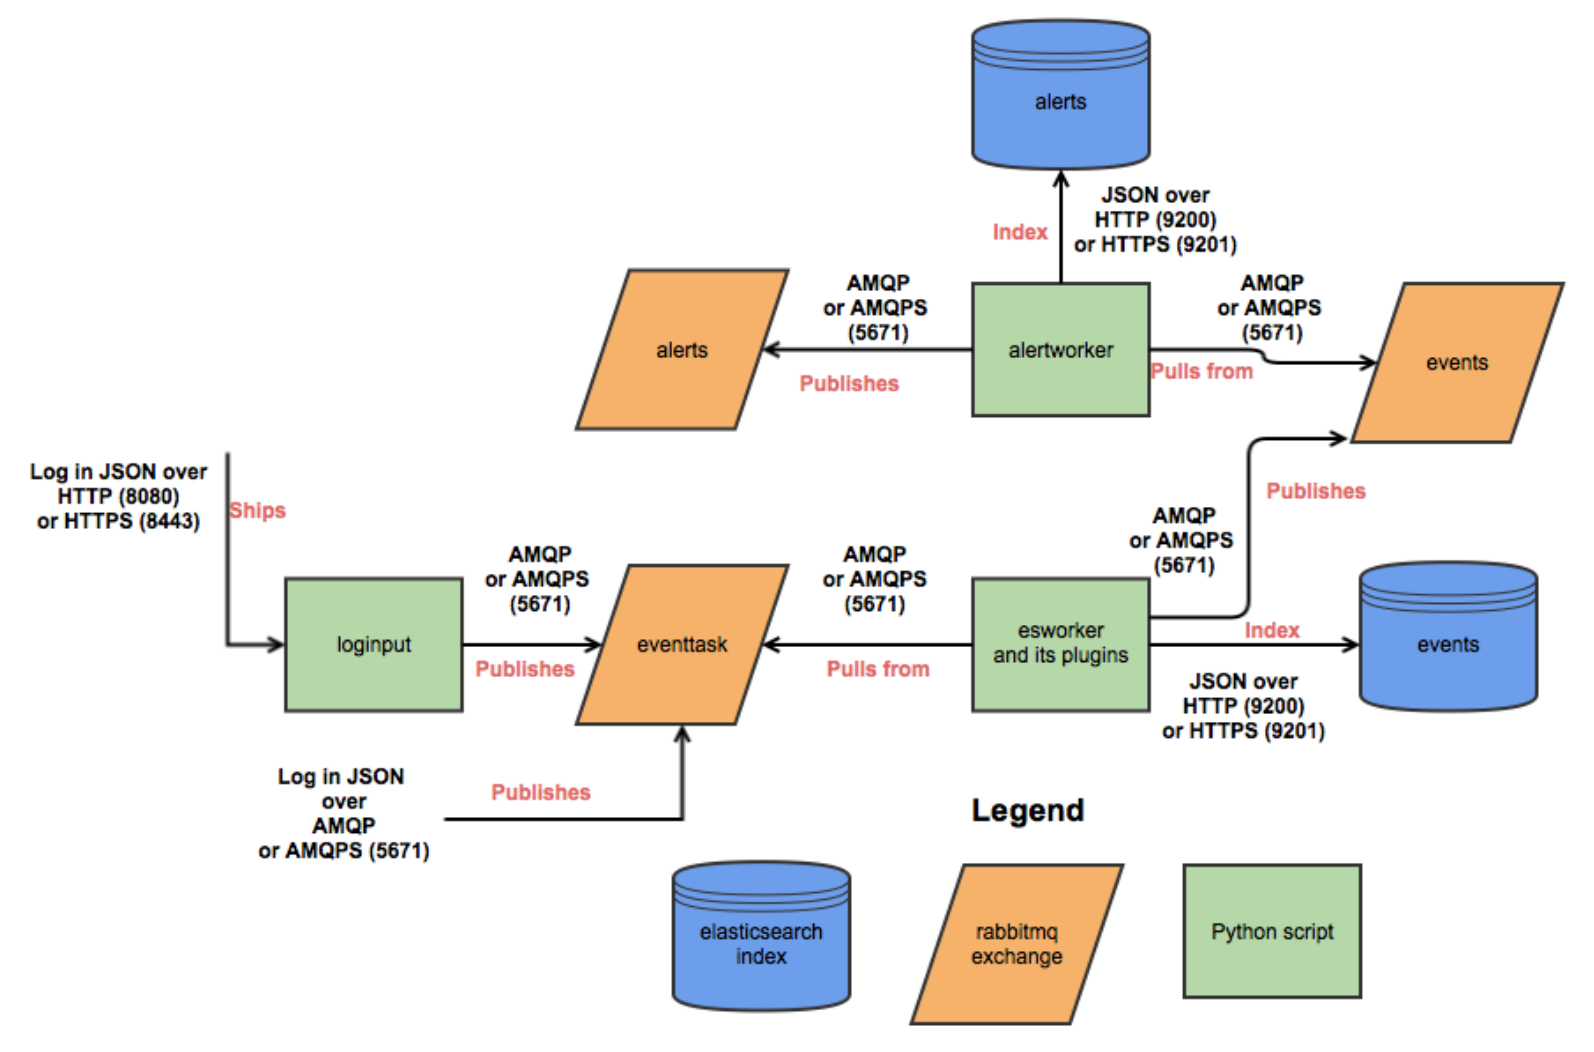 alerts
JSON over
HTTP (9200)
or HTTPS (9201)
Index
AMQP
or AMQPS
(5671)
AMQP
or AMQPS
(5671)
alerts
alertworker
events
Publishes
Pulls from
Log in JSON over
HTTP (8080)
or HTTPS (8443)
Ships
Publishes
AMQP
or AMQPS
(5671)
AMQP
or AMQPS
(5671)
AMQP
or AMQPS
(5671)
loginput
eventtask
esworker
and its plugins
Index
events
Publishes
Pulls from
JSON over
HTTP (9200)
or HTTPS (9201)
Log in JSON
over
AMQP
or AMQPS (5671)
Publishes
Legend
elasticsearch
index
rabbitmq
exchange
Python script